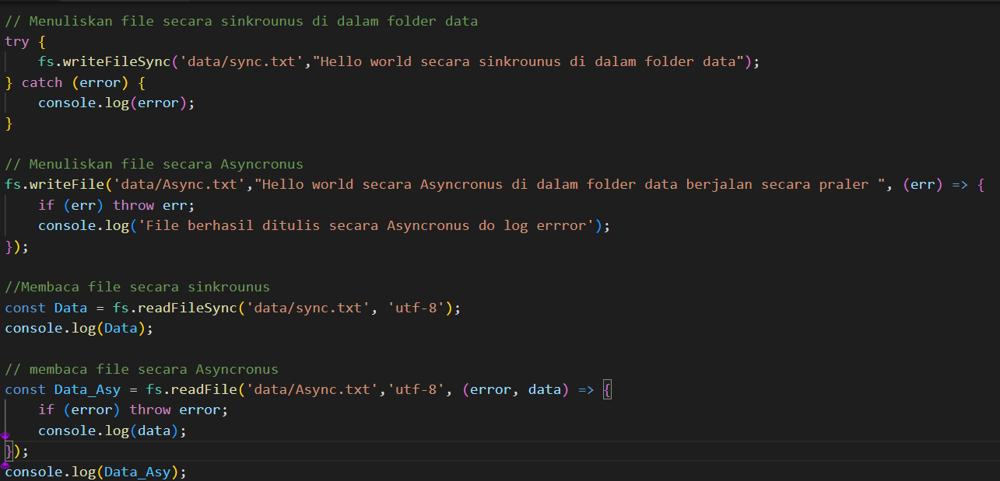 // Menuliskan file secara sinkrounus di dalam folder data
try {
    fs.writeFileSync('data/sync.txt',"Hello world secara sinkrounus di dalam folder data");
} catch (error) {
    console.log(error);
}

// Menuliskan file secara Asyncronus
fs.writeFile('data/Async.txt',"Hello world secara Asyncronus di dalam folder data berjalan secara praler ", (err) => {
    if (err) throw err;
    console.log('File berhasil ditulis secara Asyncronus do log errror');
});

//Membaca file secara sinkrounus
const Data = fs.readFileSync('data/sync.txt', 'utf-8');
console.log(Data);

// membaca file secara Asyncronus
const Data_Asy = fs.readFile('data/Async.txt','utf-8', (error, data) => {
    if (error) throw error;
    console.log(data);
});
console.log(Data_Asy);